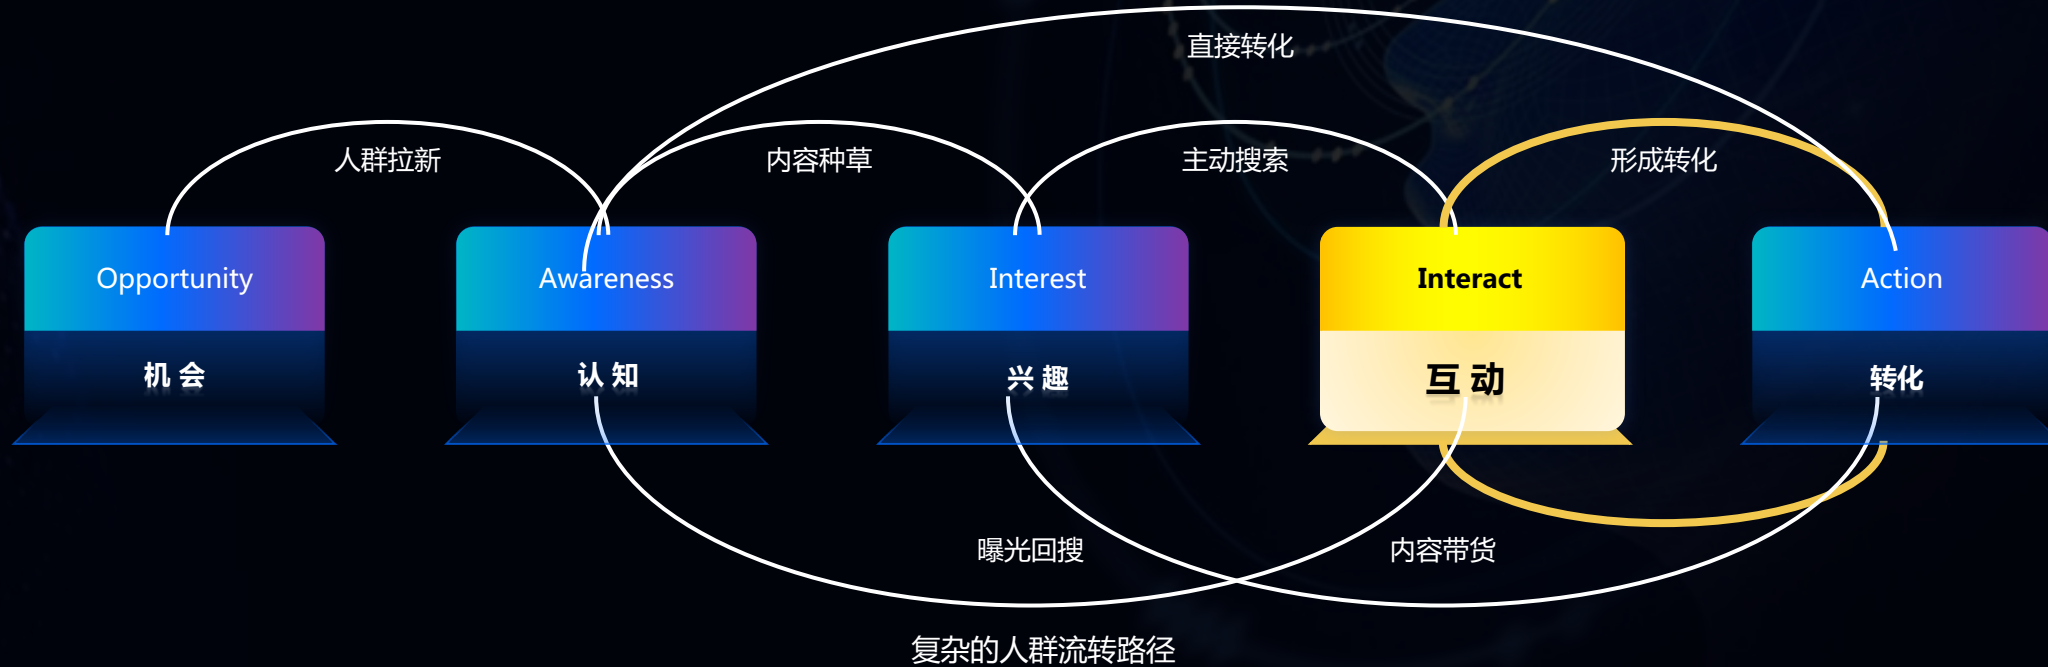 直接转化
人群拉新
内容种草
主动搜索
形成转化
Opportunity
Awareness
Interest
Interact
Action
机 会
认 知
兴 趣
互 动
转化
曝光回搜
内容带货
复杂的人群流转路径